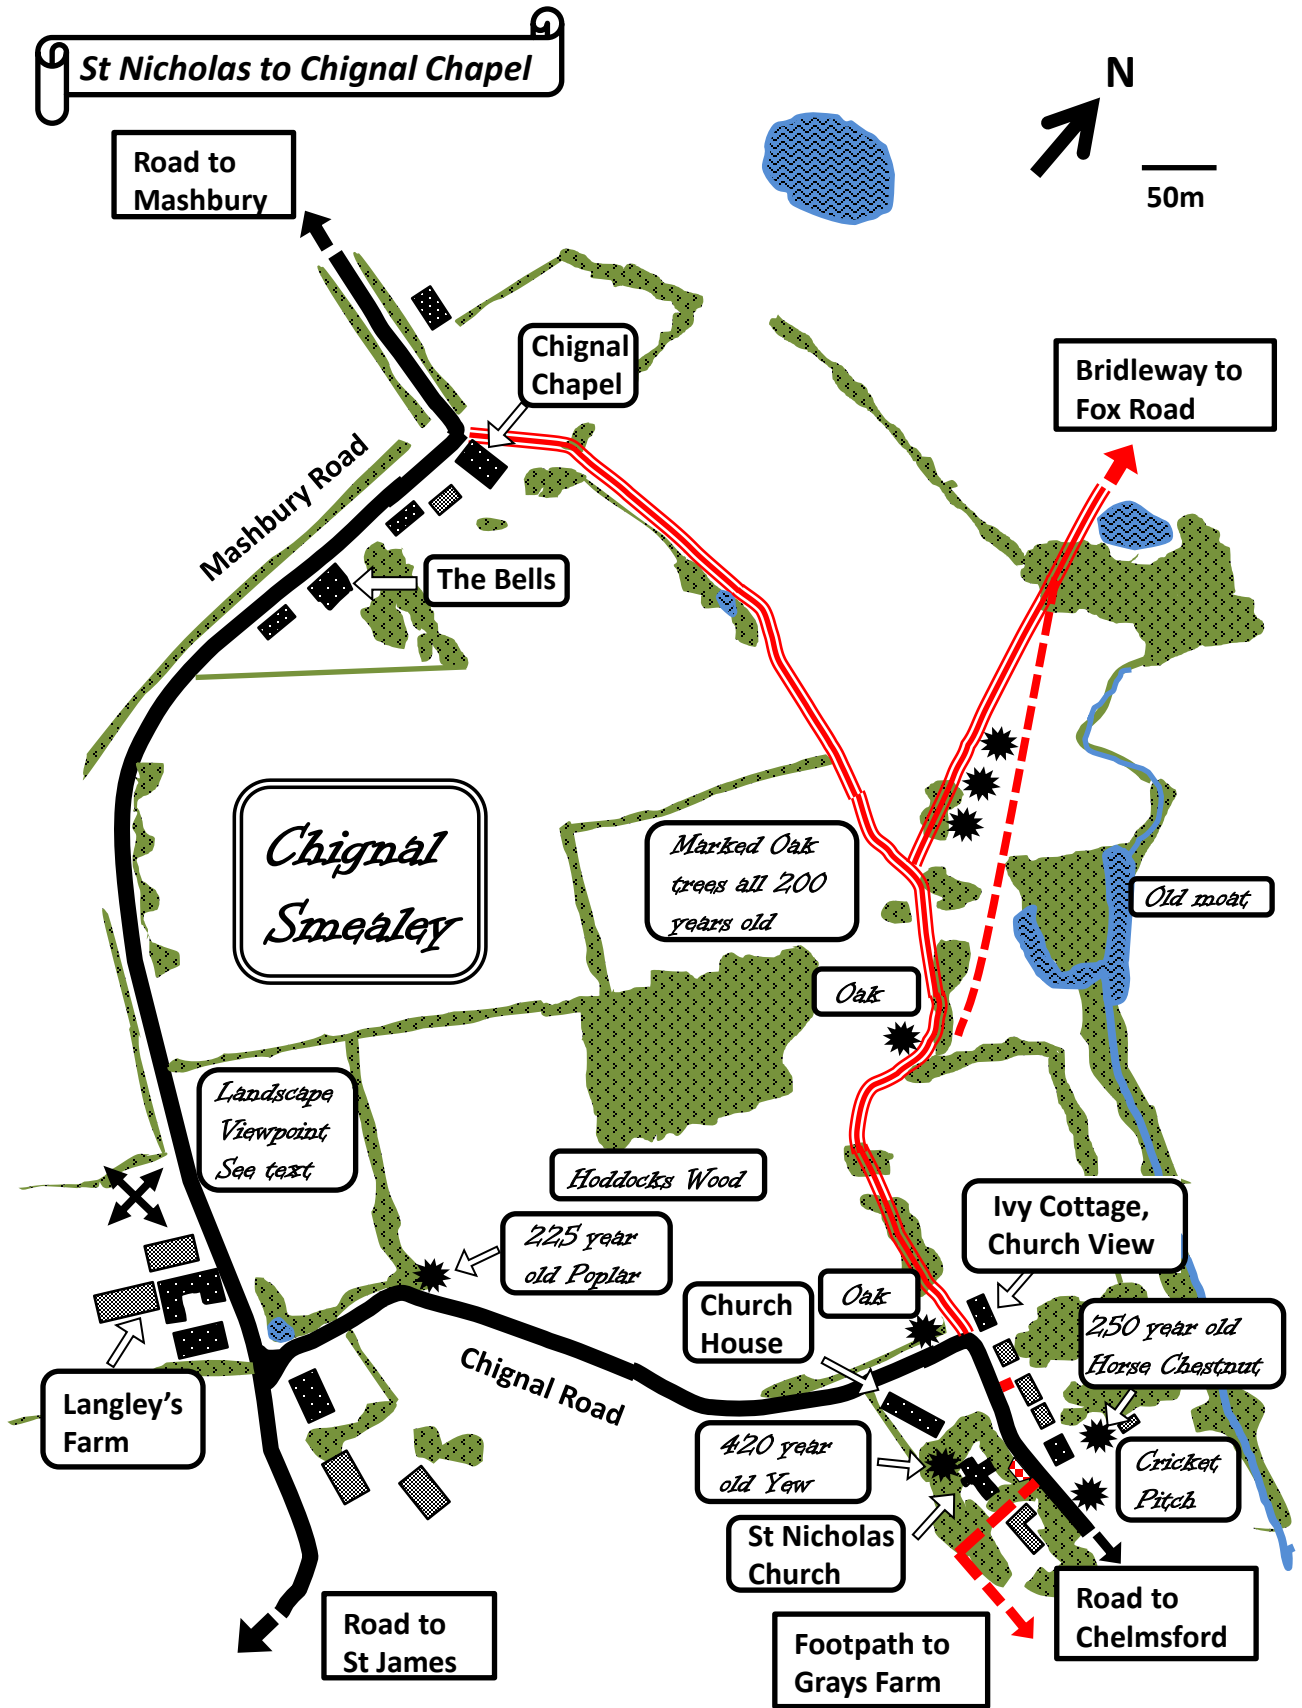 St Nicholas to Chignal Chapel
N
50m
Road to
Mashbury
Chignal
Chapel
Bridleway to
Fox Road
Mashbury Road
The Bells
Chignal
Smealey
Marked Oak
trees all 200
years old
Old moat
Oak
Landscape
Viewpoint
See text
Hoddocks Wood
Ivy Cottage,
Church View
225 year
old Poplar
Oak
Church
House
250 year old
Horse Chestnut
Chignal Road
Langley's
Farm
420 year
old Yew
Cricket
Pitch
St Nicholas
Church
Road to
Chelmsford
Road to
St James
Footpath to
Grays Farm